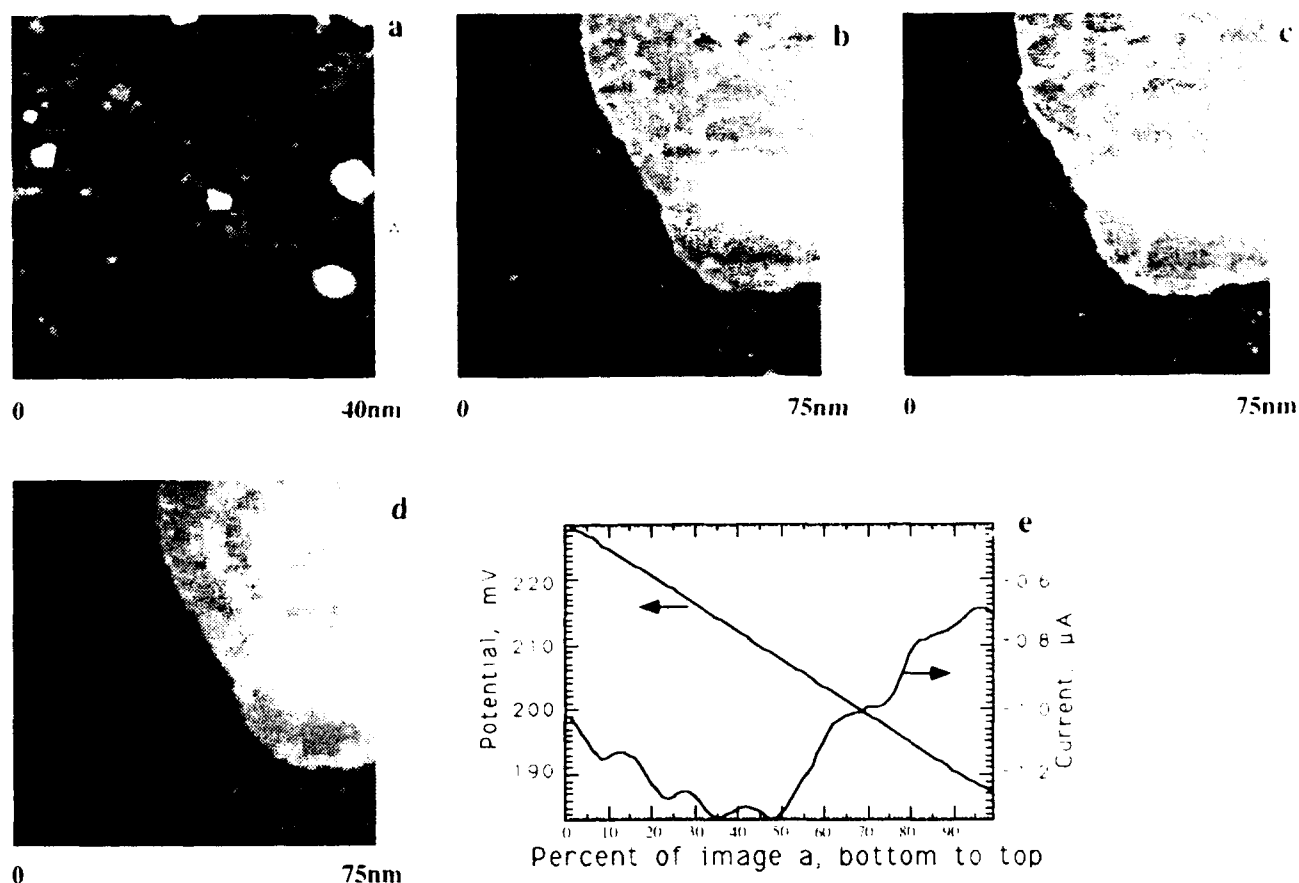 a
b
c
0 40nm
0 75nm
0 75nm
d
0 75nm
e
Potential, mV
220
210
200
190
Current, µA
-0.6
-0.8
-1.0
-1.2
0 10 20 30 40 50 60 70 80 90
Percent of image a, bottom to top